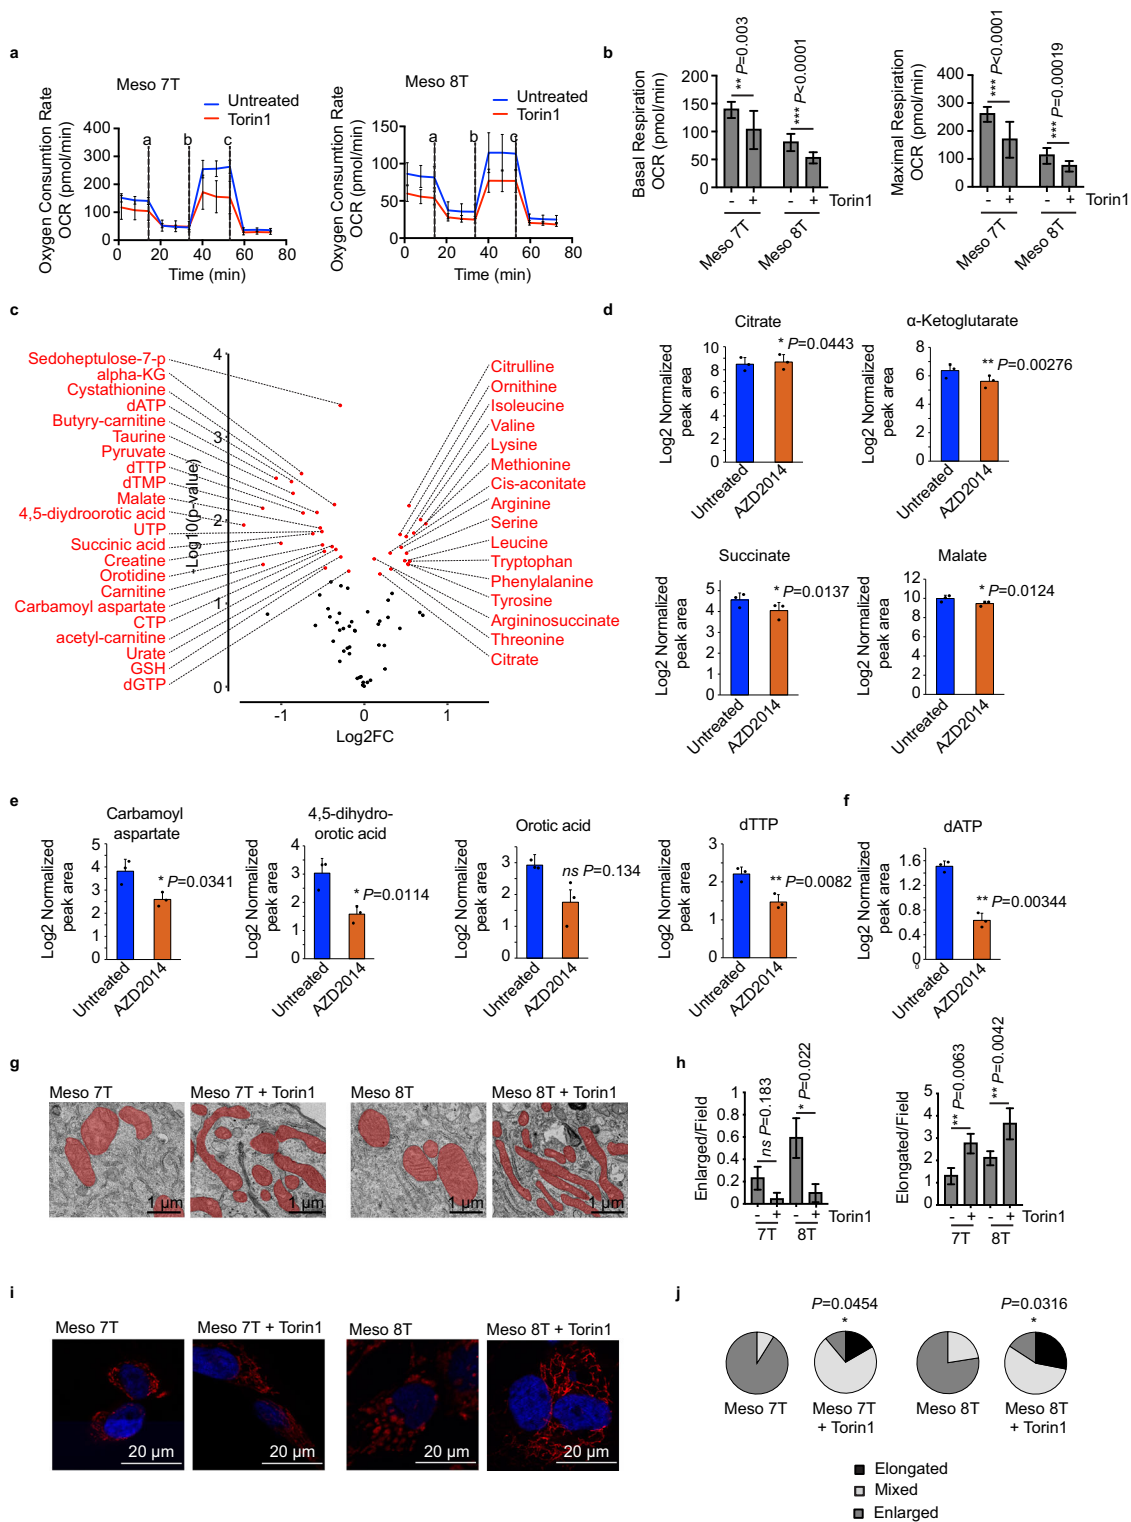 a
Meso 7T
Untreated
Torin1
Oxygen Consumtion Rate
OCR (pmol/min)
400
300
200
100
0
a
b
c
0
20
40
60
80
Time (min)
Meso 8T
Untreated
Torin1
Oxygen Consumtion Rate
OCR (pmol/min)
150
100
50
0
a
b
c
0
20
40
60
80
Time (min)
b
Basal Respiration
OCR (pmol/min)
200
150
100
50
0
** P=0.003
*** P<0.0001
- + - + Torin1
Meso 7T
Meso 8T
Maximal Respiration
OCR (pmol/min)
400
300
200
100
0
*** P<0.0001
*** P=0.00019
- + - + Torin1
Meso 7T
Meso 8T
c
Sedoheptulose-7-p
alpha-KG
Cystathionine
dATP
Butyry-carnitine
Taurine
Pyruvate
dTTP
dTMP
Malate
4,5-diydroorotic acid
UTP
Succinic acid
Creatine
Orotidine
Carnitine
Carbamoyl aspartate
CTP
acetyl-carnitine
Urate
GSH
dGTP
-Log10(p-value)
4
3
2
1
0
-1
0
1
Log2FC
Citrulline
Ornithine
Isoleucine
Valine
Lysine
Methionine
Cis-aconitate
Arginine
Serine
Leucine
Tryptophan
Phenylalanine
Tyrosine
Argininosuccinate
Threonine
Citrate
d
Citrate
Log2 Normalized
peak area
10
8
6
4
2
0
* P=0.0443
Untreated
AZD2014
α-Ketoglutarate
Log2 Normalized
peak area
8
6
4
2
0
** P=0.00276
Untreated
AZD2014
Succinate
Log2 Normalized
peak area
5
4
3
2
1
0
* P=0.0137
Untreated
AZD2014
Malate
Log2 Normalized
peak area
12
10
8
6
4
2
0
* P=0.0124
Untreated
AZD2014
e
Carbamoyl
aspartate
Log2 Normalized
peak area
5
4
3
2
1
0
* P=0.0341
Untreated
AZD2014
4,5-dihydro-
orotic acid
Log2 Normalized
peak area
4
3
2
1
0
* P=0.0114
Untreated
AZD2014
Orotic acid
Log2 Normalized
peak area
3
2
1
0
ns P=0.134
Untreated
AZD2014
dTTP
Log2 Normalized
peak area
3
2
1
0
** P=0.0082
Untreated
AZD2014
f
dATP
Log2 Normalized
peak area
1.6
1.2
0.8
0.4
0
** P=0.00344
Untreated
AZD2014
g
Meso 7T
Meso 7T + Torin1
Meso 8T
Meso 8T + Torin1
1 µm
1 µm
1 µm
1 µm
h
Enlarged/Field
1
0.8
0.6
0.4
0.2
0
ns P=0.183
* P=0.022
- + - + Torin1
7T
8T
Elongated/Field
5
4
3
2
1
0
** P=0.0063
** P=0.0042
- + - + Torin1
7T
8T
i
Meso 7T
Meso 7T + Torin1
Meso 8T
Meso 8T + Torin1
20 µm
20 µm
20 µm
20 µm
j
P=0.0454
*
P=0.0316
*
Meso 7T
Meso 7T
+ Torin1
Meso 8T
Meso 8T
+ Torin1
Elongated
Mixed
Enlarged